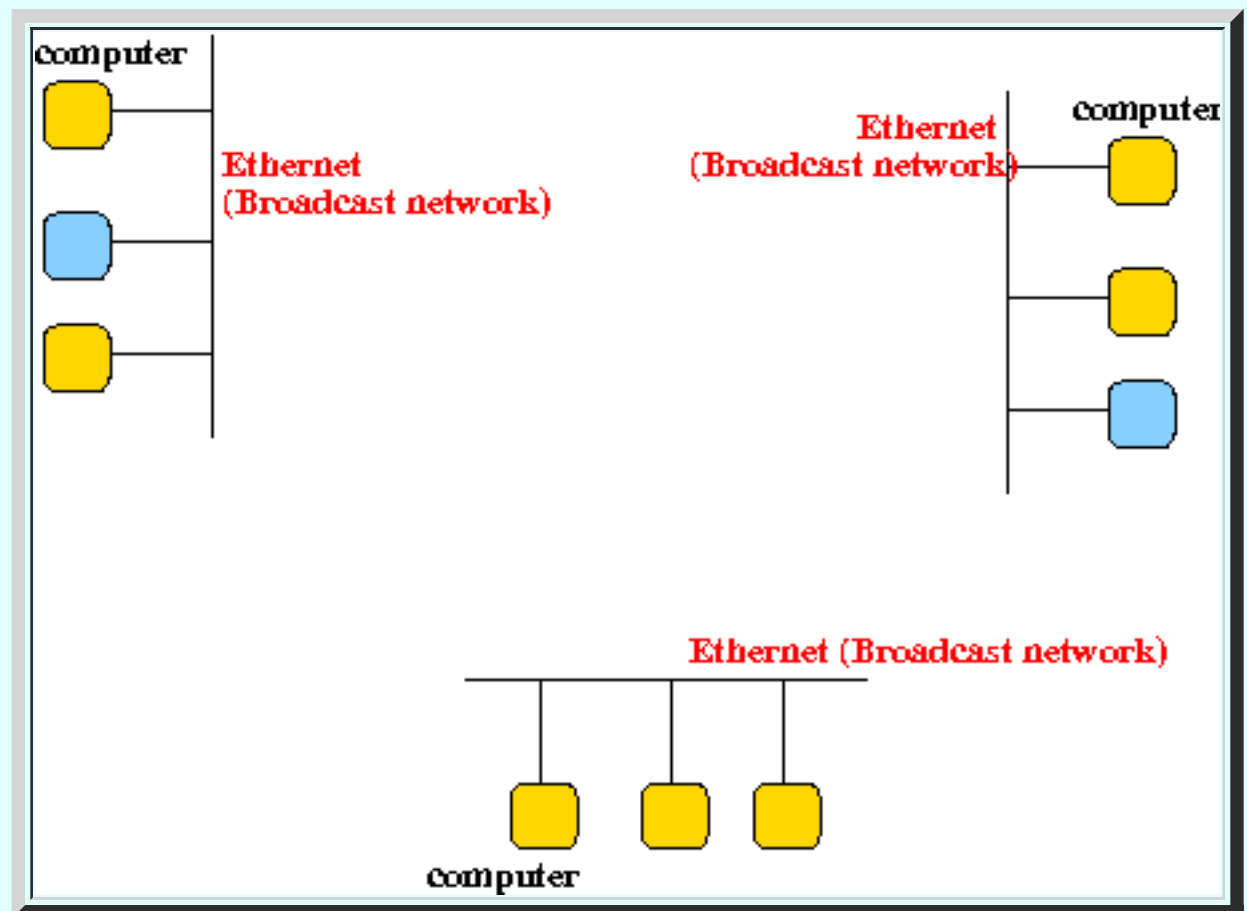 computer
Ethernet
(Broadcast network)
computer
Ethernet
(Broadcast network)
Ethernet (Broadcast network)
computer